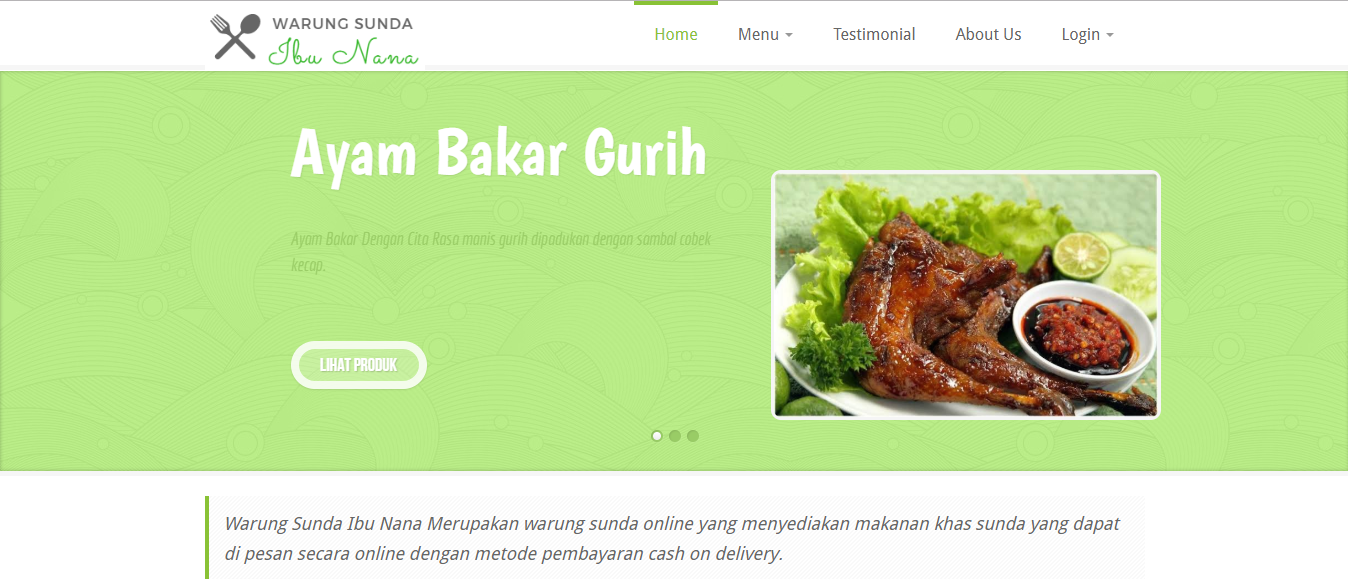 WARUNG SUNDA
Ibu Nana
Home
Menu
Testimonial
About Us
Login
Ayam Bakar Gurih
Ayam Bakar Dengan Cita Rasa manis gurih dipadukan dengan sambal cobek
kecap.
LIHAT PRODUK
Warung Sunda Ibu Nana Merupakan warung sunda online yang menyediakan makanan khas sunda yang dapat
di pesan secara online dengan metode pembayaran cash on delivery.